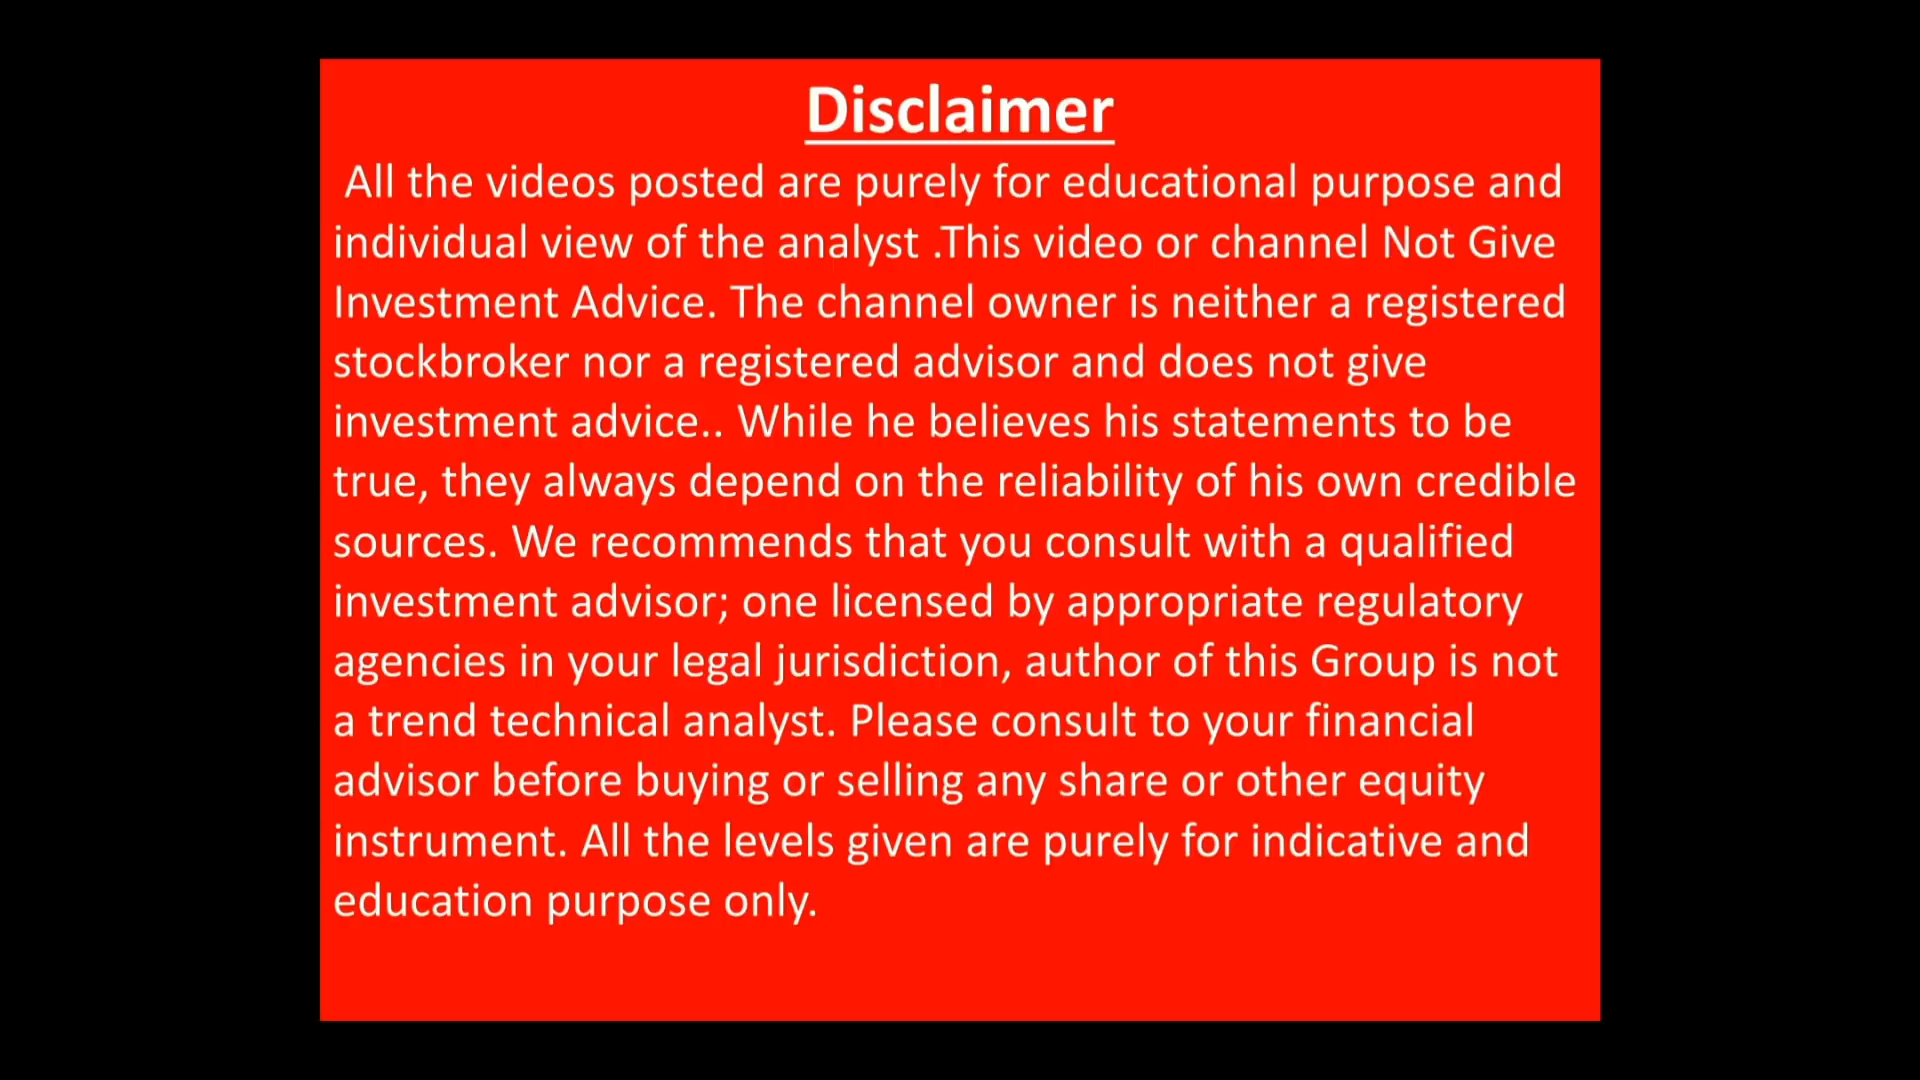 Disclaimer
All the videos posted are purely for educational purpose and
individual view of the analyst .This video or channel Not Give
Investment Advice. The channel owner is neither a registered
stockbroker nor a registered advisor and does not give
investment advice.. While he believes his statements to be
true, they always depend on the reliability of his own credible
sources. We recommends that you consult with a qualified
investment advisor; one licensed by appropriate regulatory
agencies in your legal jurisdiction, author of this Group is not
a trend technical analyst. Please consult to your financial
advisor before buying or selling any share or other equity
instrument. All the levels given are purely for indicative and
education purpose only.